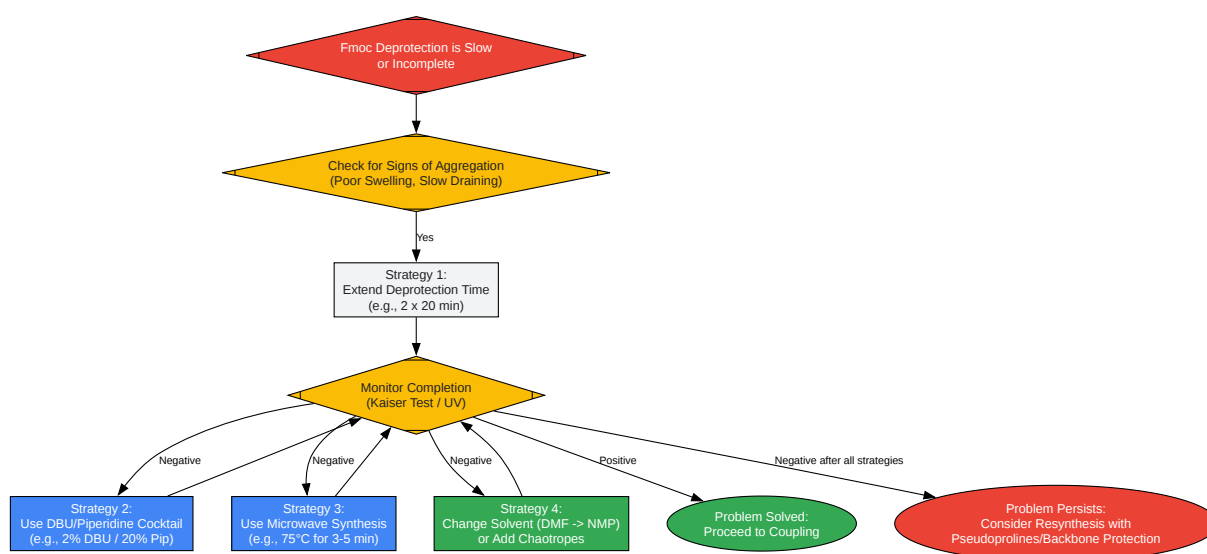 Fmoc Deprotection is Slow
or Incomplete
Check for Signs of Aggregation
(Poor Swelling, Slow Draining)
Yes
Strategy 1:
Extend Deprotection Time
(e.g., 2 x 20 min)
Monitor Completion
(Kaiser Test / UV)
Negative
Negative
Negative
Positive
Negative after all strategies
Strategy 2:
Use DBU/Piperidine Cocktail
(e.g., 2% DBU / 20% Pip)
Strategy 3:
Use Microwave Synthesis
(e.g., 75°C for 3-5 min)
Strategy 4:
Change Solvent (DMF -> NMP)
or Add Chaotropes
Problem Solved:
Proceed to Coupling
Problem Persists:
Consider Resynthesis with
Pseudoprolines/Backbone Protection